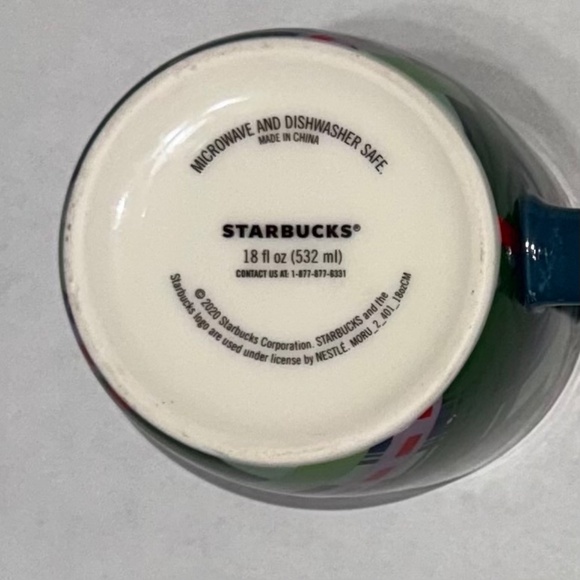 MICROWAVE AND DISHWASHER SAFE.
MADE IN CHINA
STARBUCKS®
18 fl oz (532 ml)
CONTACT US AT: 1-877-877-6331
© 2020 Starbucks Corporation. STARBUCKS and the
Starbucks logo are used under license by NESTLÉ. MORU_2_401_18ozCM